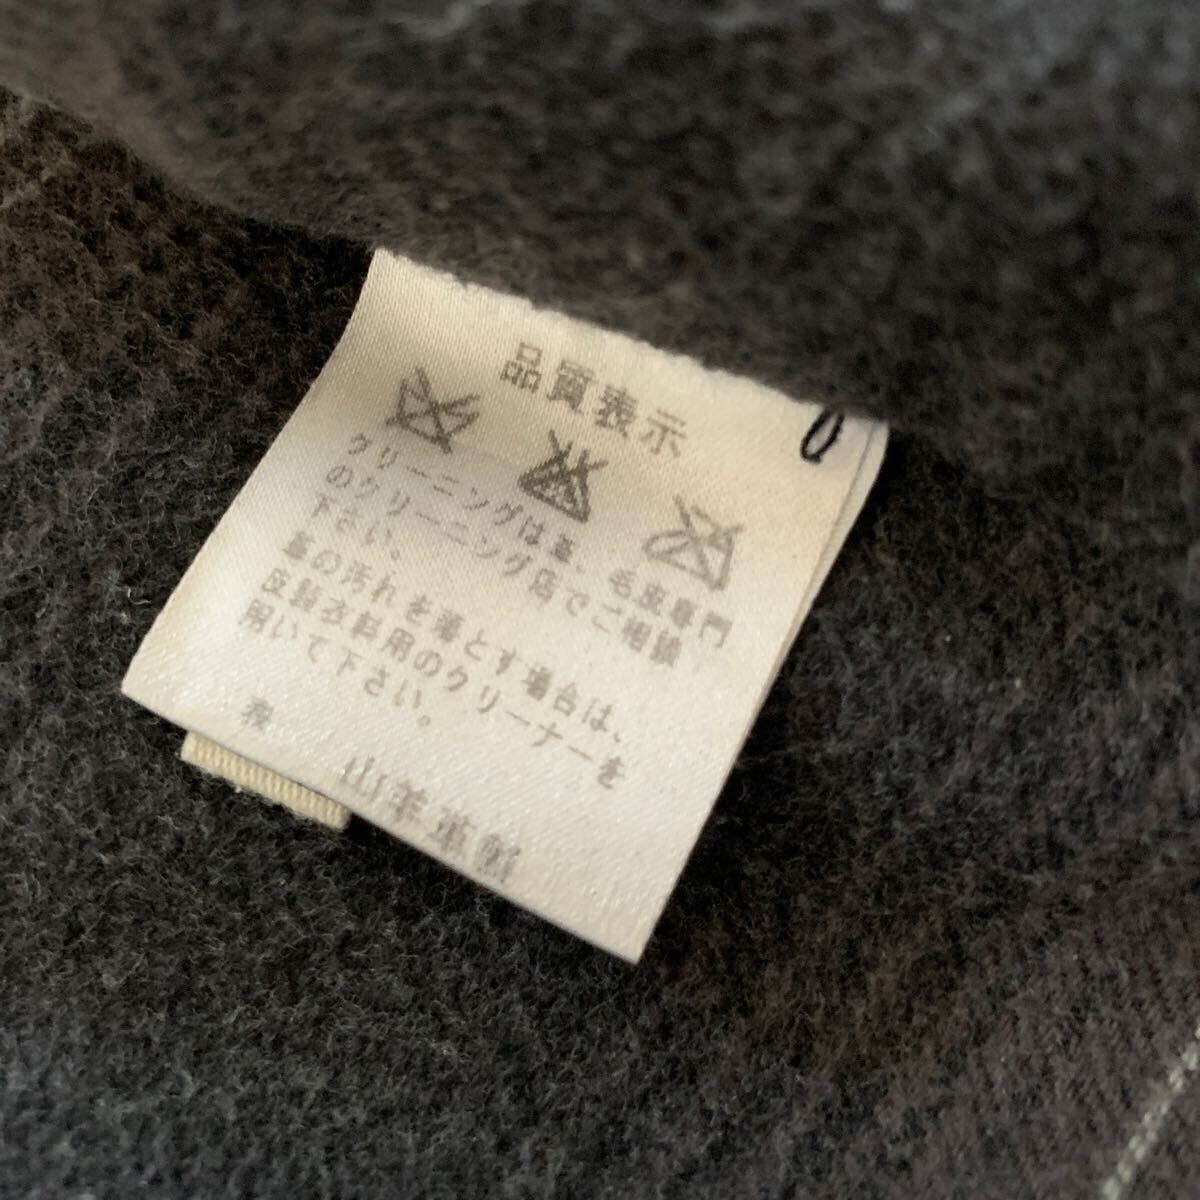 品質表示
クリーニングは革、毛皮専門
のクリーニング店でご相談
下さい。
革の汚れを落とす場合は、
皮製衣料用のクリーナーを
用いて下さい。
表 山羊革